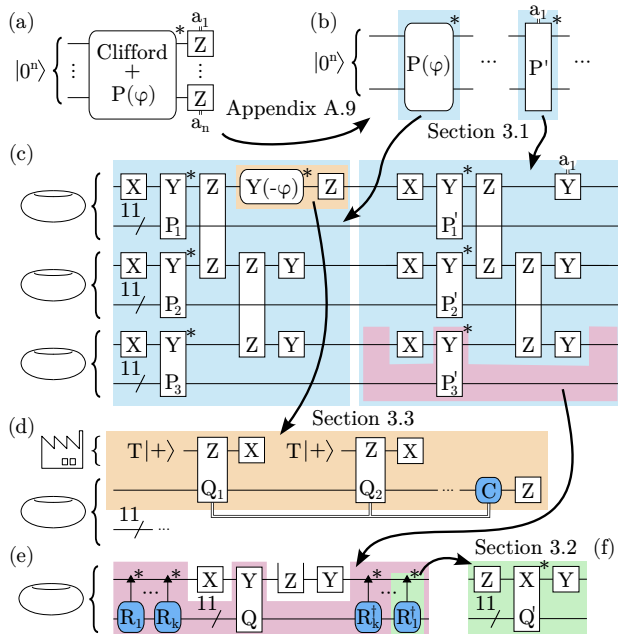 (a)
|0ⁿ⟩
⋮
Clifford
+
P(φ)
*
a₁
Z
⋮
Z
aₙ
Appendix A.9
(b)
|0ⁿ⟩
⋮
P(φ)
*
...
a₁
P'
*
...
Section 3.1
(c)
X Y * Z Y(-φ) * Z X Y * Z a₁ Y
11 P₁ P₁'
X Y * Z Z Y X Y * Z Z Y
11 P₂ P₂'
X Y * Z Y X Y * Z Y
11 P₃ P₃'
Section 3.3
(d)
T|+⟩ Z X T|+⟩ Z X
Q₁ Q₂ ... C Z
11 ...
Section 3.2
(e)
* ... * X Y Z Y * ... *
R₁ Rₖ 11 Q Rₖ† R₁†
(f)
Z X * Y
11 Q'